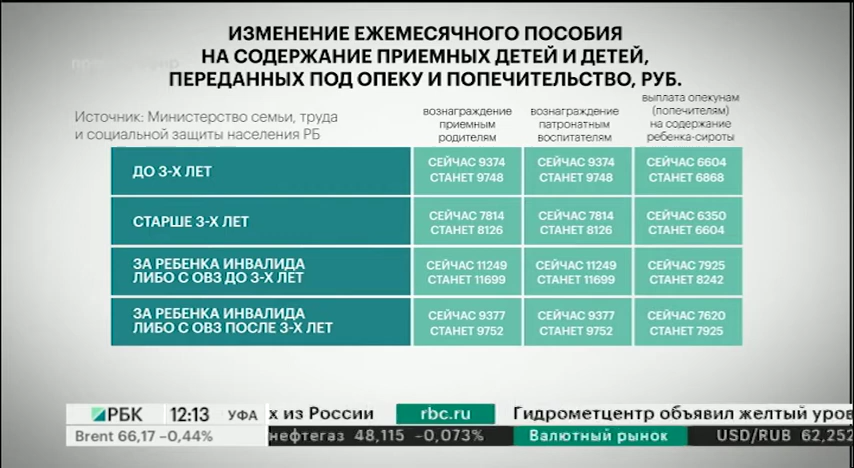 ИЗМЕНЕНИЕ ЕЖЕМЕСЯЧНОГО ПОСОБИЯ
НА СОДЕРЖАНИЕ ПРИЕМНЫХ ДЕТЕЙ И ДЕТЕЙ,
ПЕРЕДАННЫХ ПОД ОПЕКУ И ПОПЕЧИТЕЛЬСТВО, РУБ.
Источник: Министерство семьи, труда
и социальной защиты населения РБ
вознаграждение
приемным
родителям
вознаграждение
патронатным
воспитателям
выплата опекунам
(попечителям)
на содержание
ребенка-сироты
ДО 3-Х ЛЕТ
СЕЙЧАС 9374
СТАНЕТ 9748
СЕЙЧАС 9374
СТАНЕТ 9748
СЕЙЧАС 6604
СТАНЕТ 6868
СТАРШЕ 3-Х ЛЕТ
СЕЙЧАС 7814
СТАНЕТ 8126
СЕЙЧАС 7814
СТАНЕТ 8126
СЕЙЧАС 6350
СТАНЕТ 6604
ЗА РЕБЕНКА ИНВАЛИДА
ЛИБО С ОВЗ ДО 3-Х ЛЕТ
СЕЙЧАС 11249
СТАНЕТ 11699
СЕЙЧАС 11249
СТАНЕТ 11699
СЕЙЧАС 7925
СТАНЕТ 8242
ЗА РЕБЕНКА ИНВАЛИДА
ЛИБО С ОВЗ ПОСЛЕ 3-Х ЛЕТ
СЕЙЧАС 9377
СТАНЕТ 9752
СЕЙЧАС 9377
СТАНЕТ 9752
СЕЙЧАС 7620
СТАНЕТ 7925
РБК 12:13 УФА х из России rbc.ru Гидрометцентр объявил желтый уров
Brent 66,17 -0,44% нефтегаз 48,115 -0,073% Валютный рынок USD/RUB 62,252